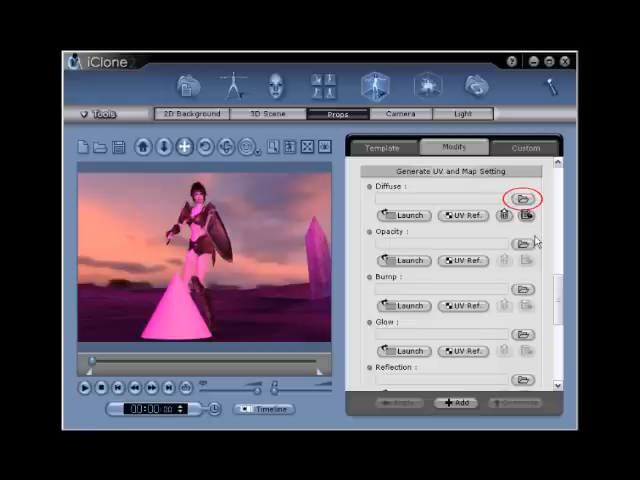 iClone
Tools
2D Background
3D Scene
Props
Camera
Light
Template
Modify
Custom
Generate UV and Map Setting
Diffuse :
Launch
UV Ref.
Opacity :
Launch
UV Ref.
Bump :
Launch
UV Ref.
Glow :
Launch
UV Ref.
Reflection :
00:00:00
Timeline
Add